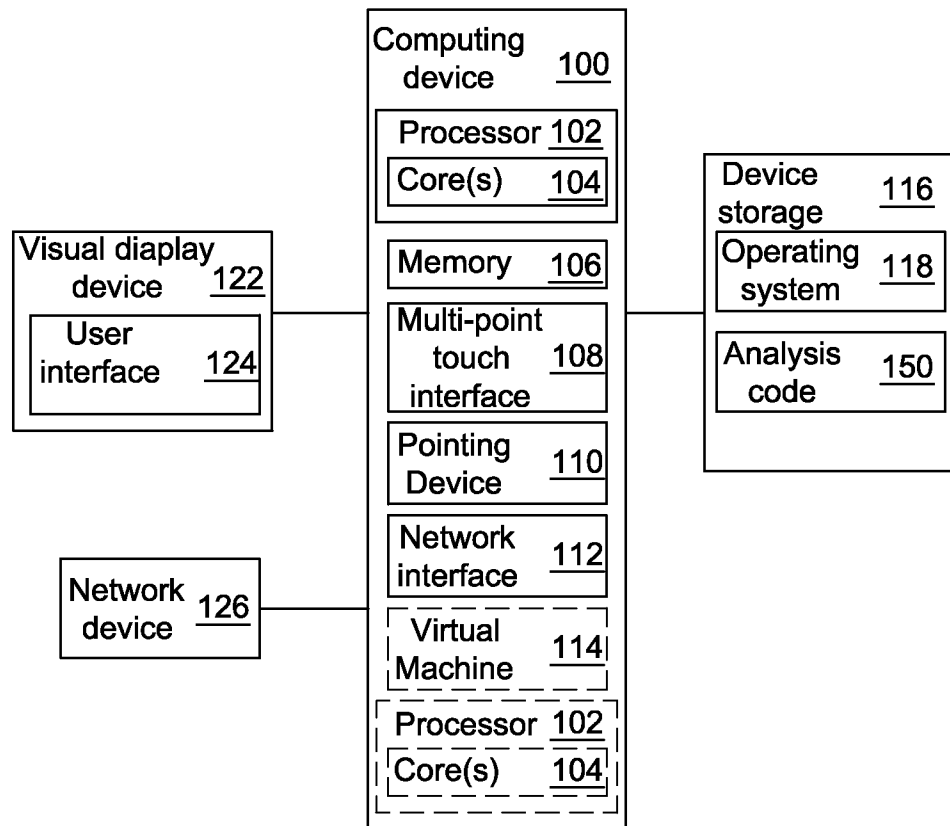 Computing
device 100
Processor 102
Core(s) 104
Memory 106
Multi-point
touch 108
interface
Pointing 110
Device
Network 112
interface
Virtual 114
Machine
Processor 102
Core(s) 104
Visual diaplay
device 122
User
interface 124
Network 126
device
Device 116
storage
Operating 118
system
Analysis 150
code